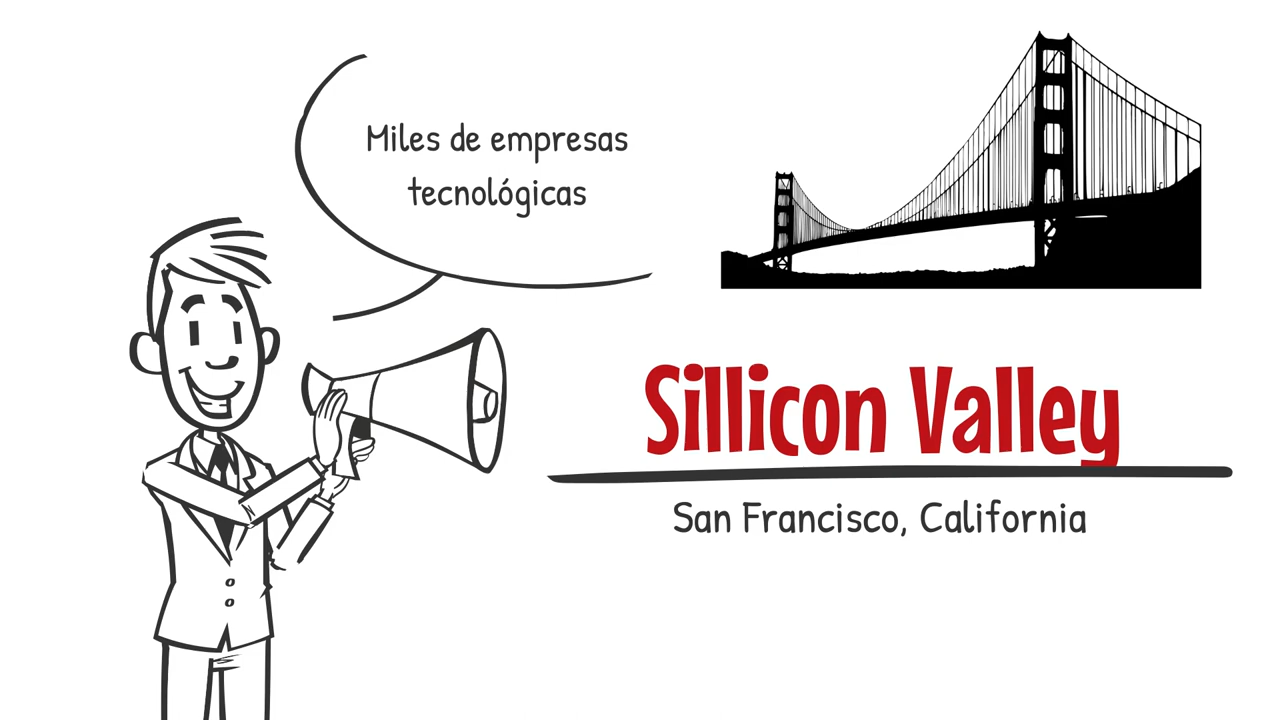 Miles de empresas
tecnológicas
Sillicon Valley
San Francisco, California